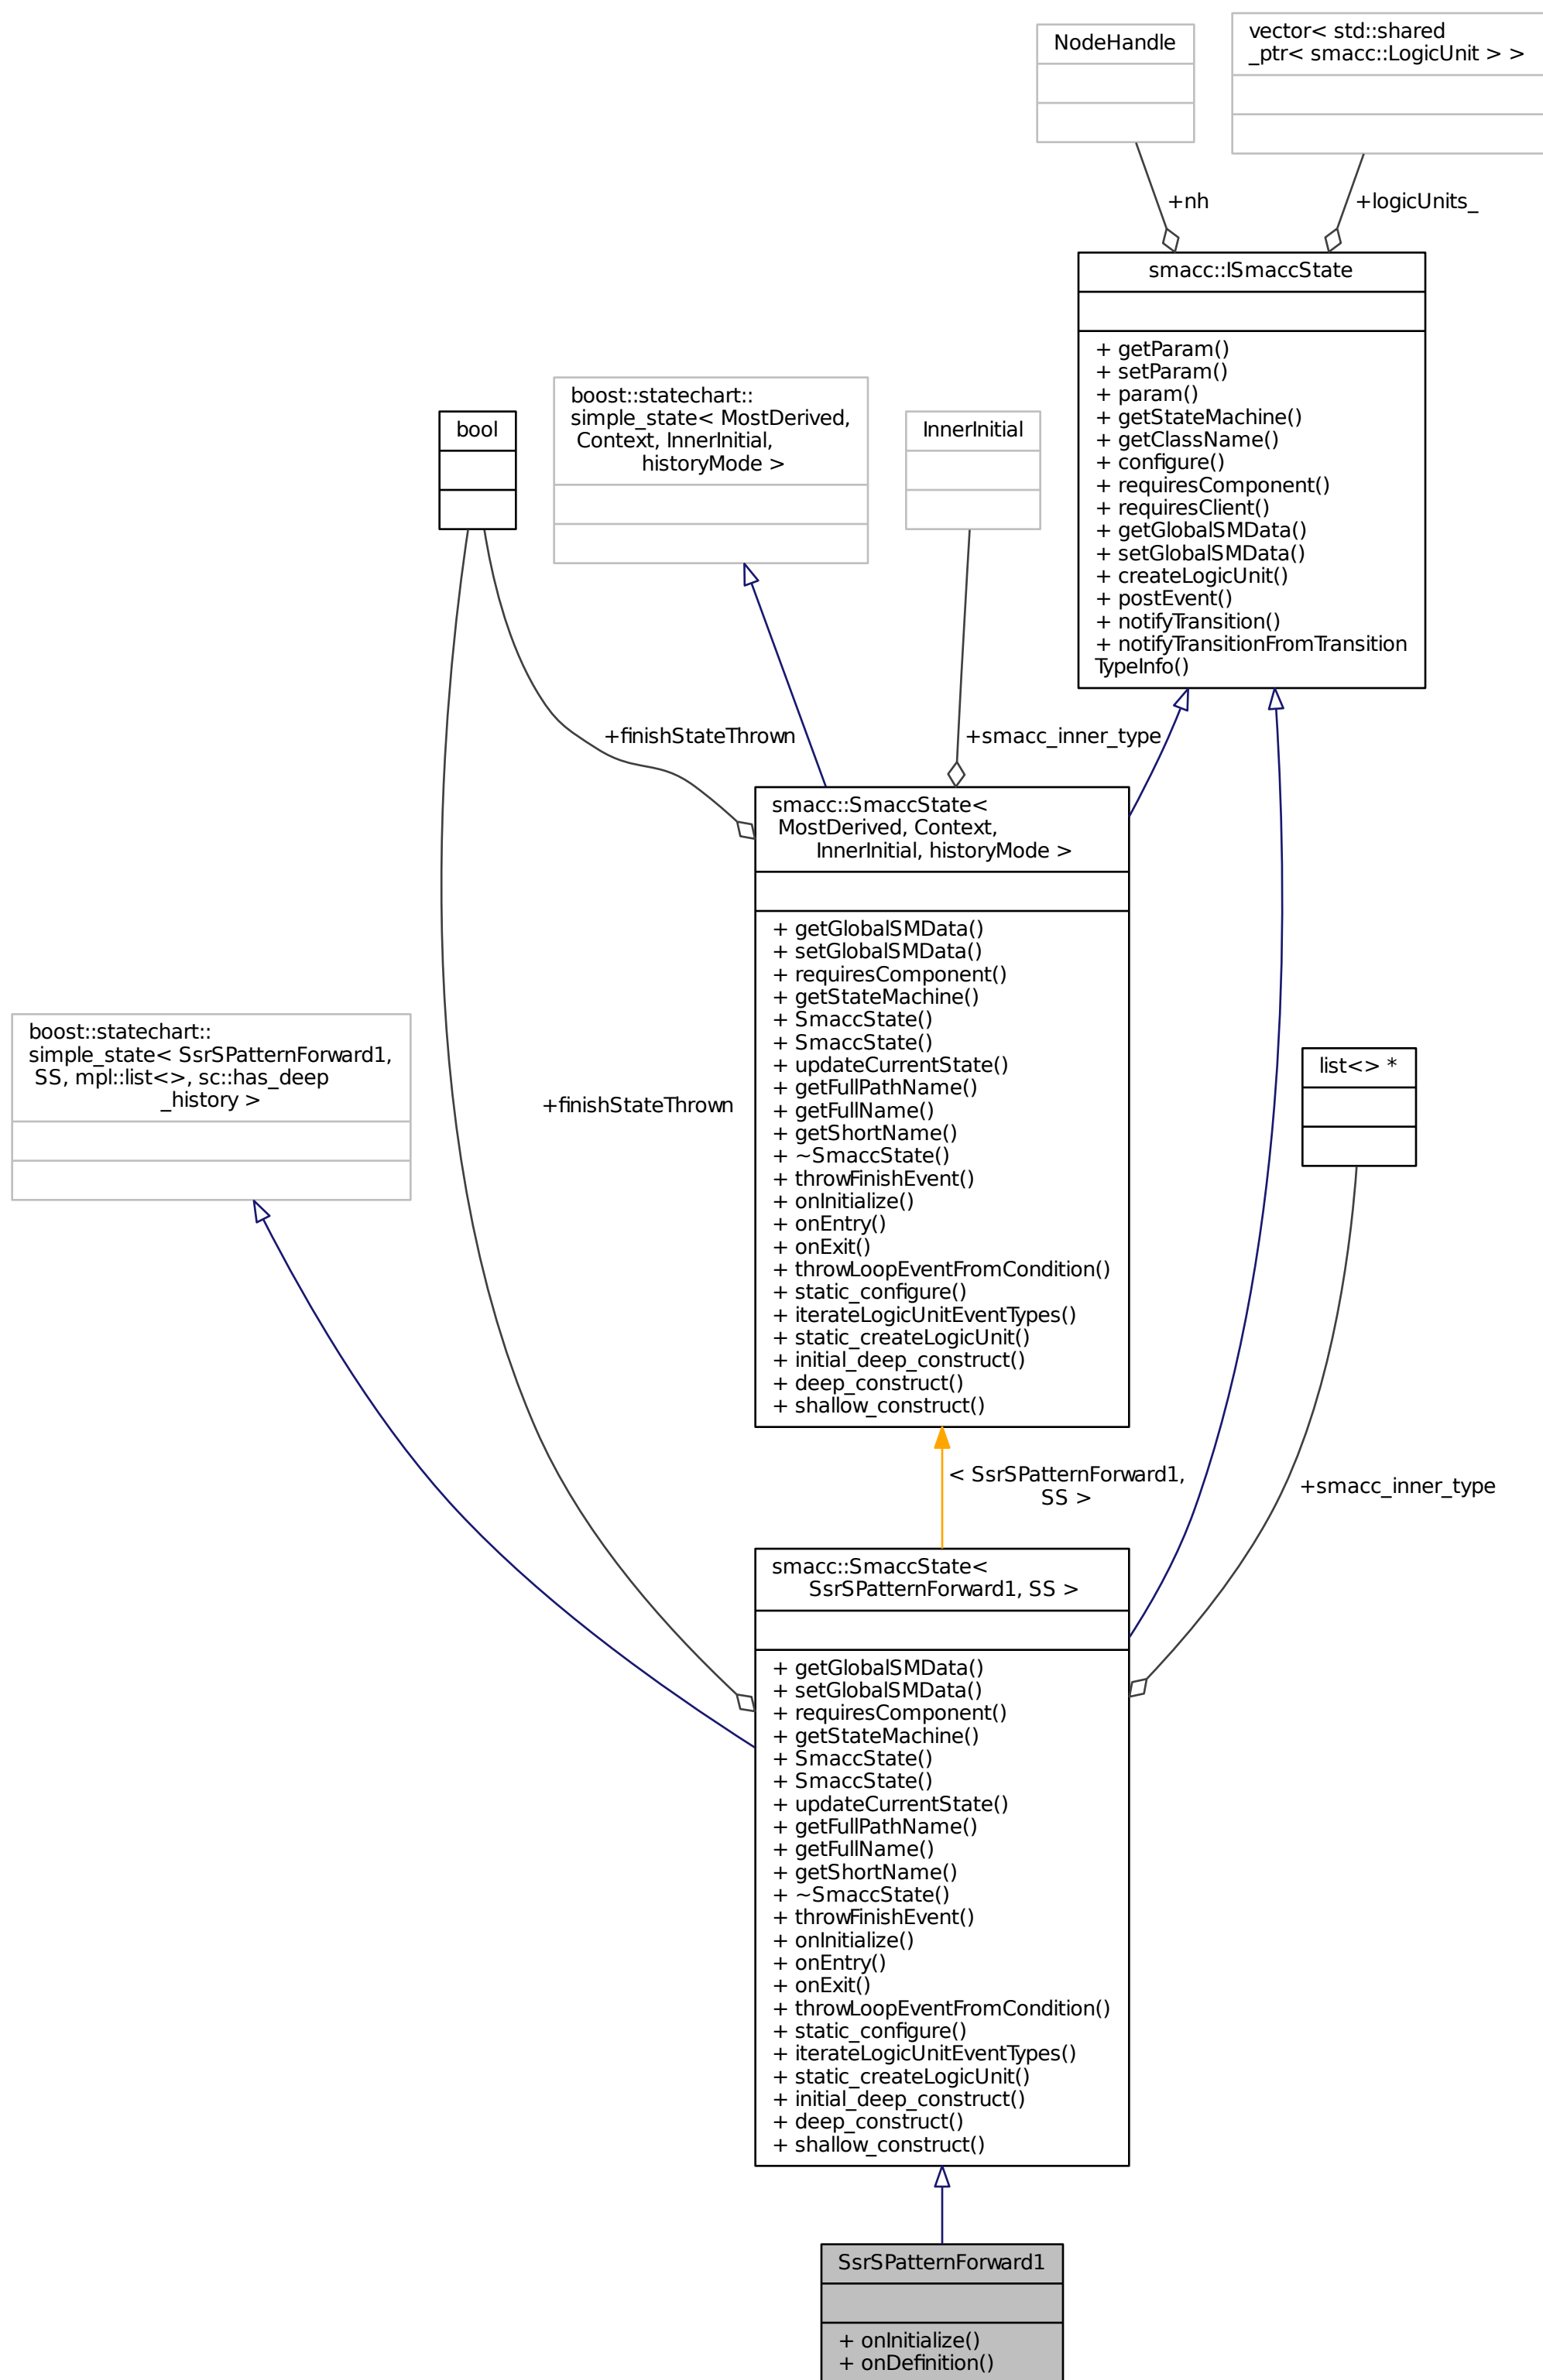 NodeHandle
vector< std::shared
_ptr< smacc::LogicUnit > >
+nh
+logicUnits_
smacc::ISmaccState
+ getParam()
+ setParam()
+ param()
+ getStateMachine()
+ getClassName()
+ configure()
+ requiresComponent()
+ requiresClient()
+ getGlobalSMData()
+ setGlobalSMData()
+ createLogicUnit()
+ postEvent()
+ notifyTransition()
+ notifyTransitionFromTransition
TypeInfo()
bool
boost::statechart::
simple_state< MostDerived,
Context, InnerInitial,
historyMode >
InnerInitial
+finishStateThrown
+smacc_inner_type
smacc::SmaccState<
MostDerived, Context,
InnerInitial, historyMode >
+ getGlobalSMData()
+ setGlobalSMData()
+ requiresComponent()
+ getStateMachine()
+ SmaccState()
+ SmaccState()
+ updateCurrentState()
+ getFullPathName()
+ getFullName()
+ getShortName()
+ ~SmaccState()
+ throwFinishEvent()
+ onInitialize()
+ onEntry()
+ onExit()
+ throwLoopEventFromCondition()
+ static_configure()
+ iterateLogicUnitEventTypes()
+ static_createLogicUnit()
+ initial_deep_construct()
+ deep_construct()
+ shallow_construct()
boost::statechart::
simple_state< SsrSPatternForward1,
SS, mpl::list<>, sc::has_deep
_history >
+finishStateThrown
list<> *
< SsrSPatternForward1,
SS >
+smacc_inner_type
smacc::SmaccState<
SsrSPatternForward1, SS >
+ getGlobalSMData()
+ setGlobalSMData()
+ requiresComponent()
+ getStateMachine()
+ SmaccState()
+ SmaccState()
+ updateCurrentState()
+ getFullPathName()
+ getFullName()
+ getShortName()
+ ~SmaccState()
+ throwFinishEvent()
+ onInitialize()
+ onEntry()
+ onExit()
+ throwLoopEventFromCondition()
+ static_configure()
+ iterateLogicUnitEventTypes()
+ static_createLogicUnit()
+ initial_deep_construct()
+ deep_construct()
+ shallow_construct()
SsrSPatternForward1
+ onInitialize()
+ onDefinition()